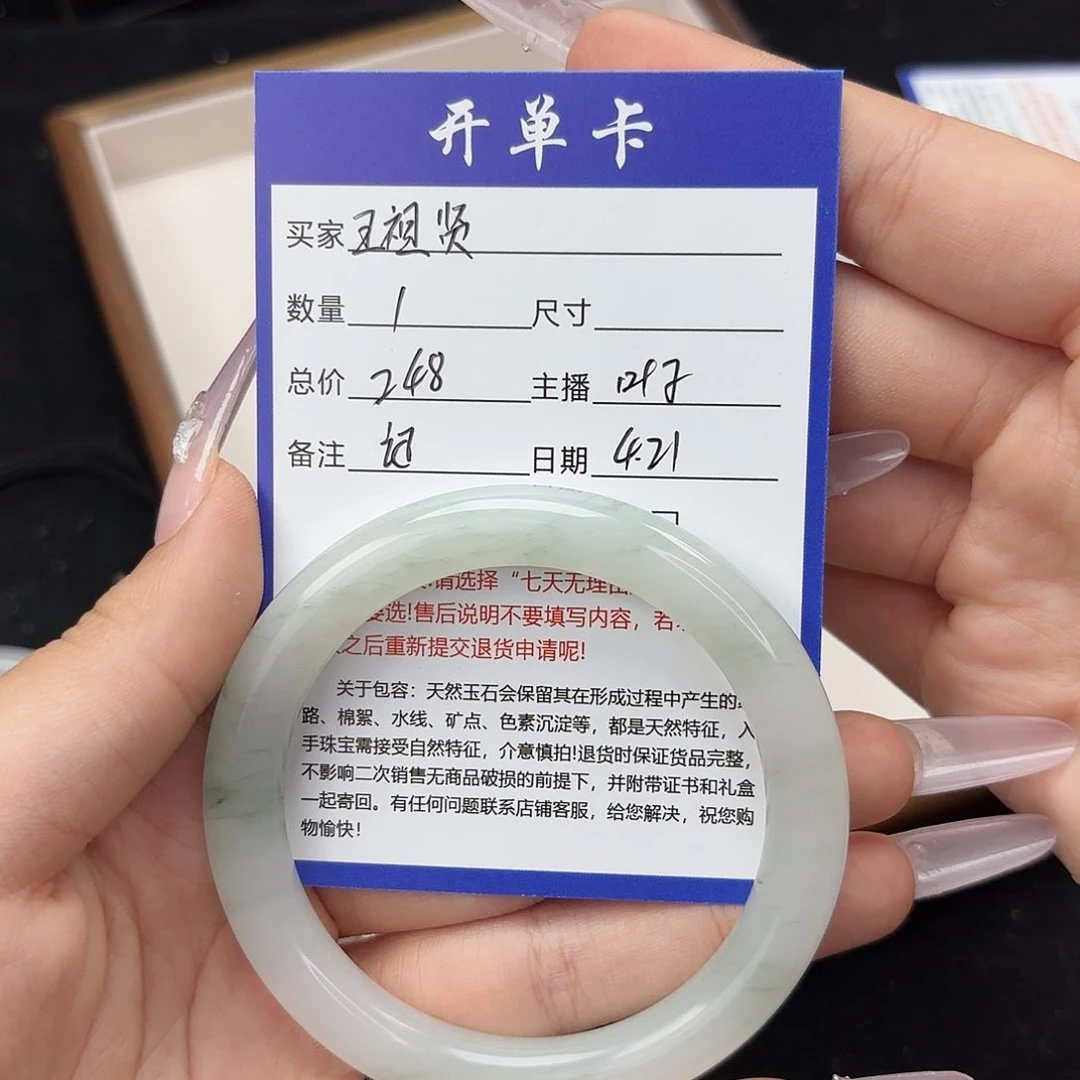 开单卡
买家 王祖贤
数量 1 尺寸
总价 248 主播 叶子
备注 日期 4.21
请选择“七天无理由
要选!售后说明不要填写内容，若
之后重新提交退货申请呢!
关于包容：天然玉石会保留其在形成过程中产生的
路、棉絮、水线、矿点、色素沉淀等，都是天然特征，入
手珠宝需接受自然特征，介意慎拍!退货时保证货品完整，
不影响二次销售无商品破损的前提下，并附带证书和礼盒
一起寄回。有任何问题联系店铺客服，给您解决，祝您购
物愉快!